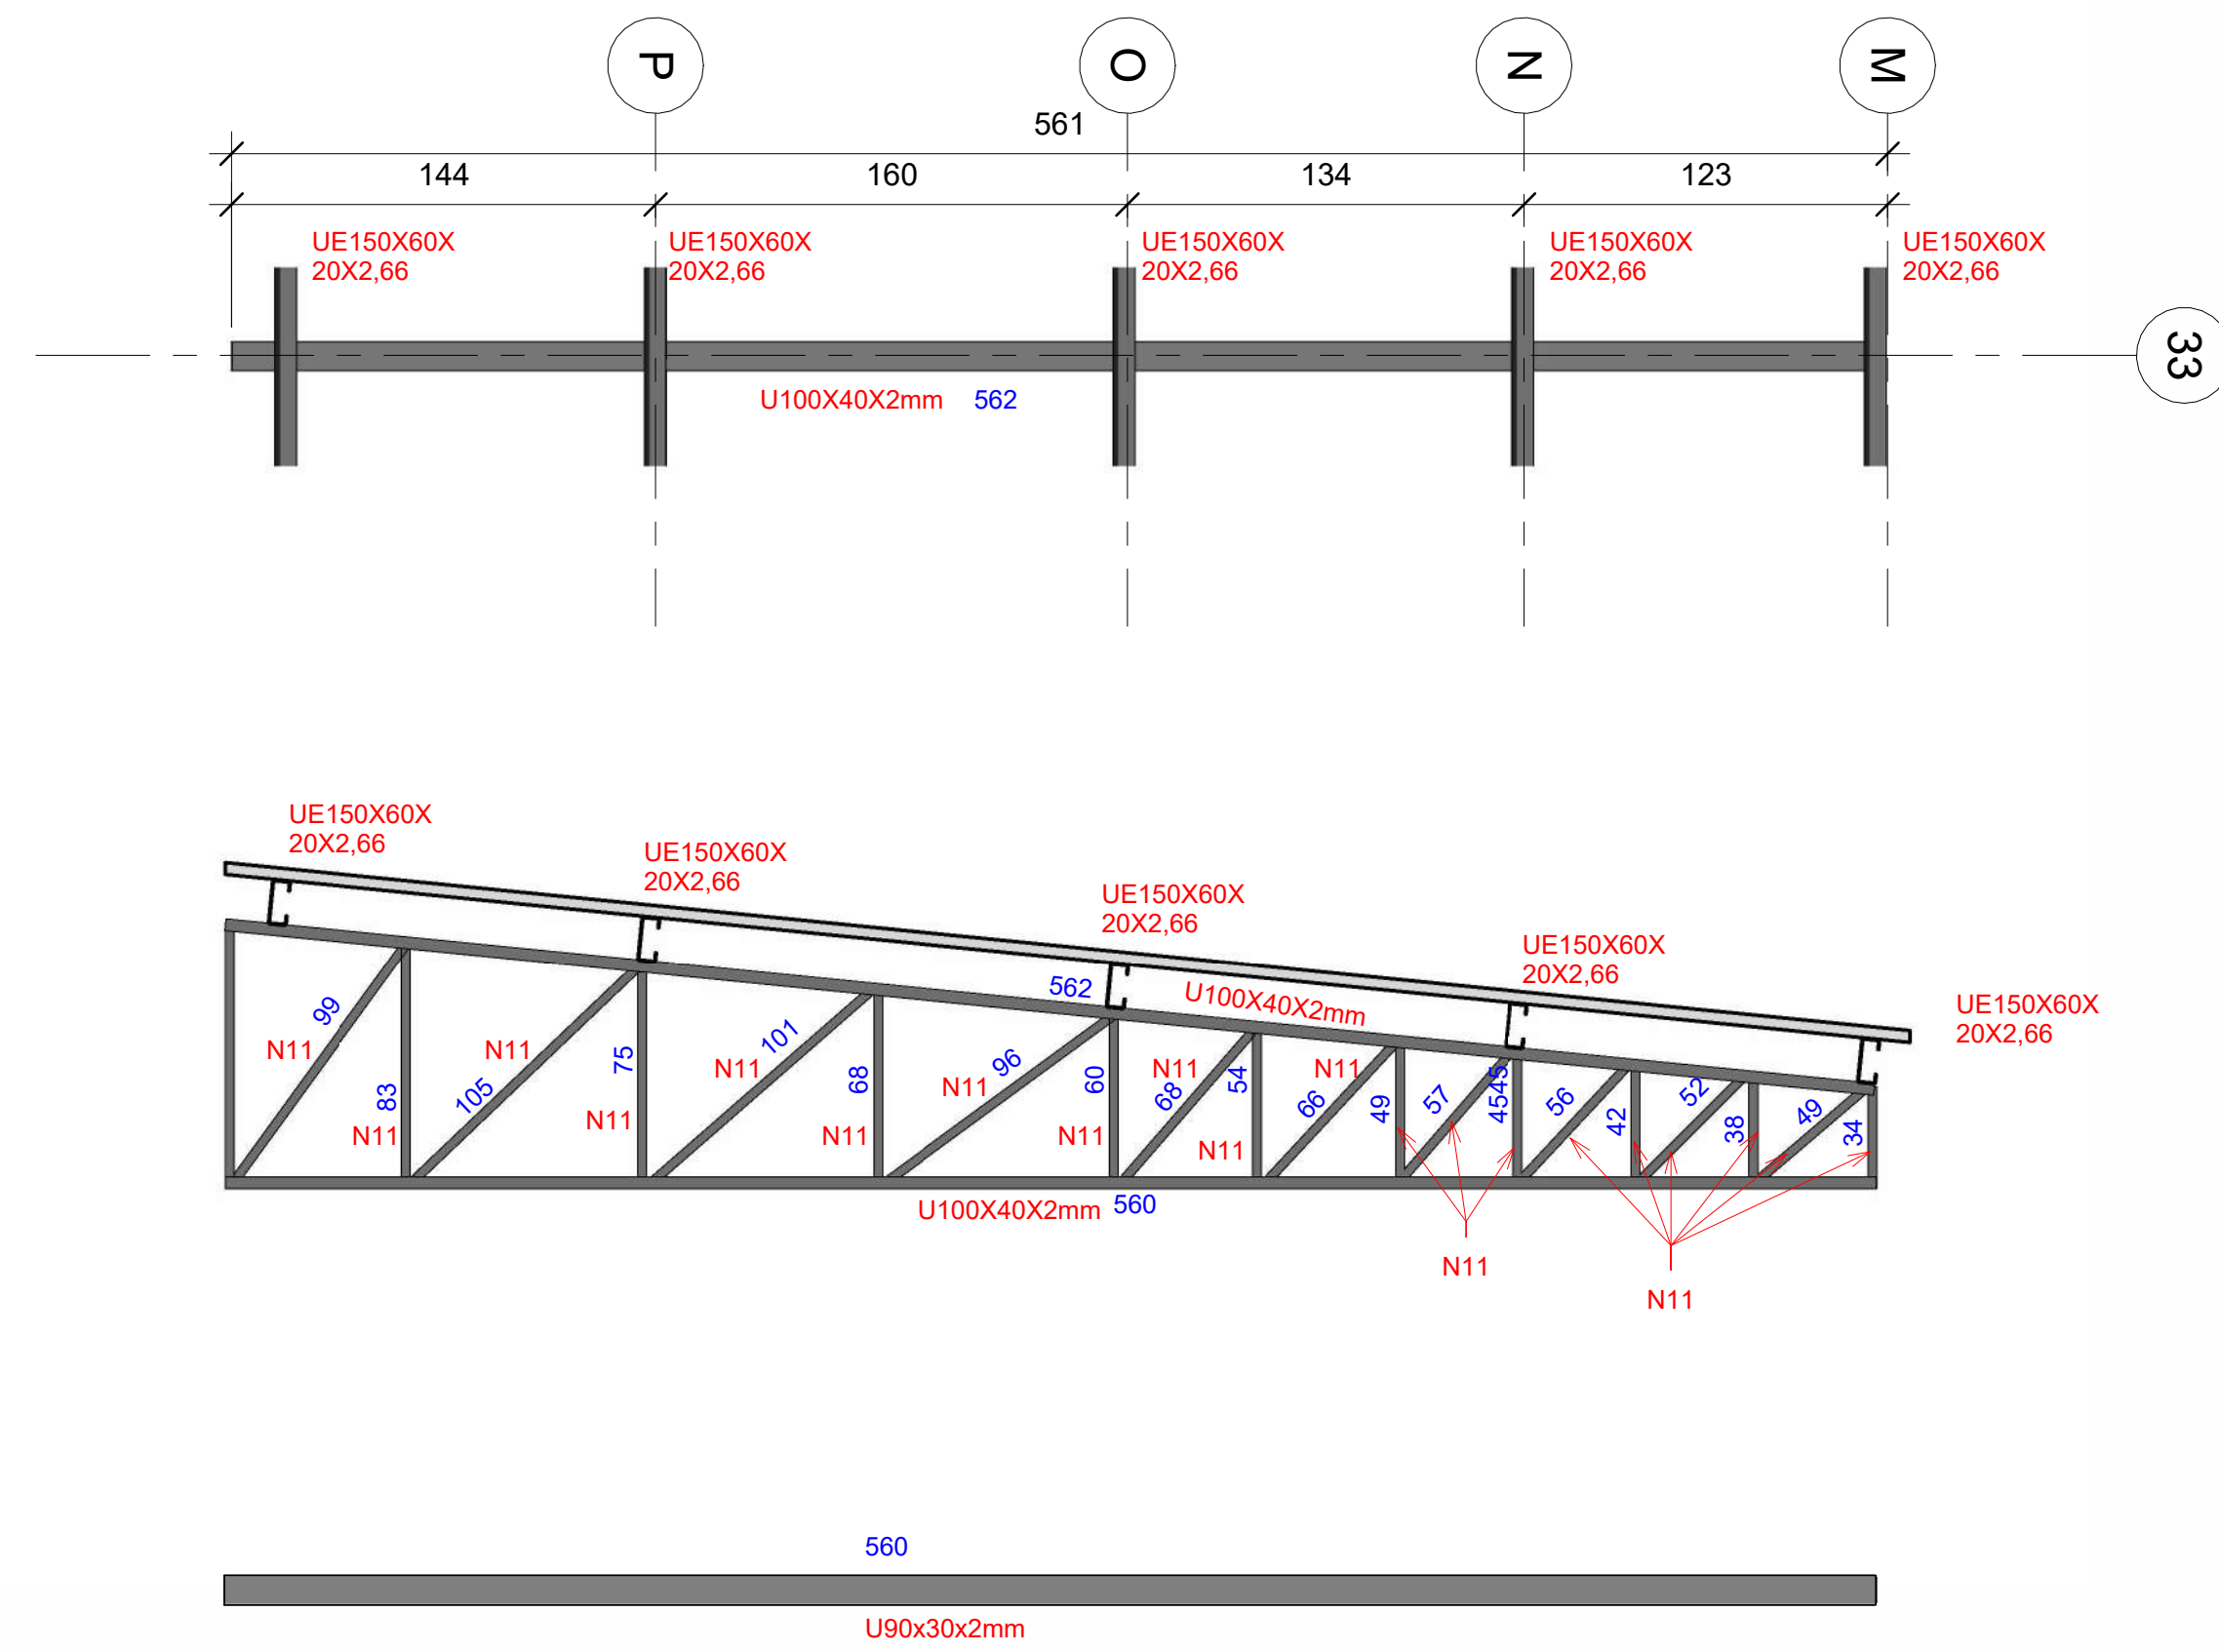 P
O
N
M
561
144
160
134
123
UE150X60X
20X2,66
UE150X60X
20X2,66
UE150X60X
20X2,66
UE150X60X
20X2,66
UE150X60X
20X2,66
33
U100X40X2mm 562
UE150X60X
20X2,66
UE150X60X
20X2,66
UE150X60X
20X2,66
UE150X60X
20X2,66
UE150X60X
20X2,66
562
U100X40X2mm
N11
99
83
N11
N11
105
75
N11
N11
101
68
N11
N11
96
60
N11
N11
68
54
N11
N11
66
49
57
4545
56
42
52
38
49
34
U100X40X2mm 560
N11
N11
560
U90x30x2mm